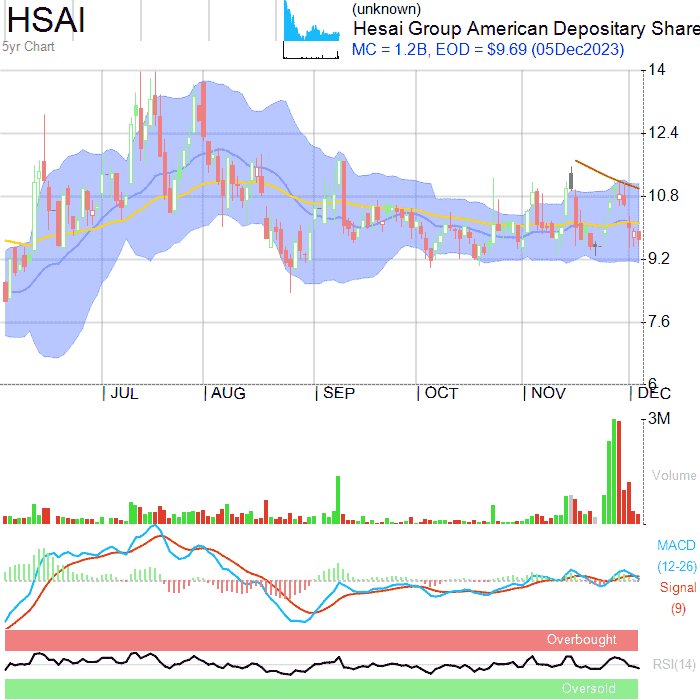 HSAI
(unknown)
Hesai Group American Depositary Share
5yr Chart
MC = 1.2B, EOD = $9.69 (05Dec2023)
14
12.4
10.8
9.2
7.6
6
JUL AUG SEP OCT NOV DEC
3M
Volume
MACD
(12-26)
Signal
(9)
Overbought
RSI(14)
Oversold